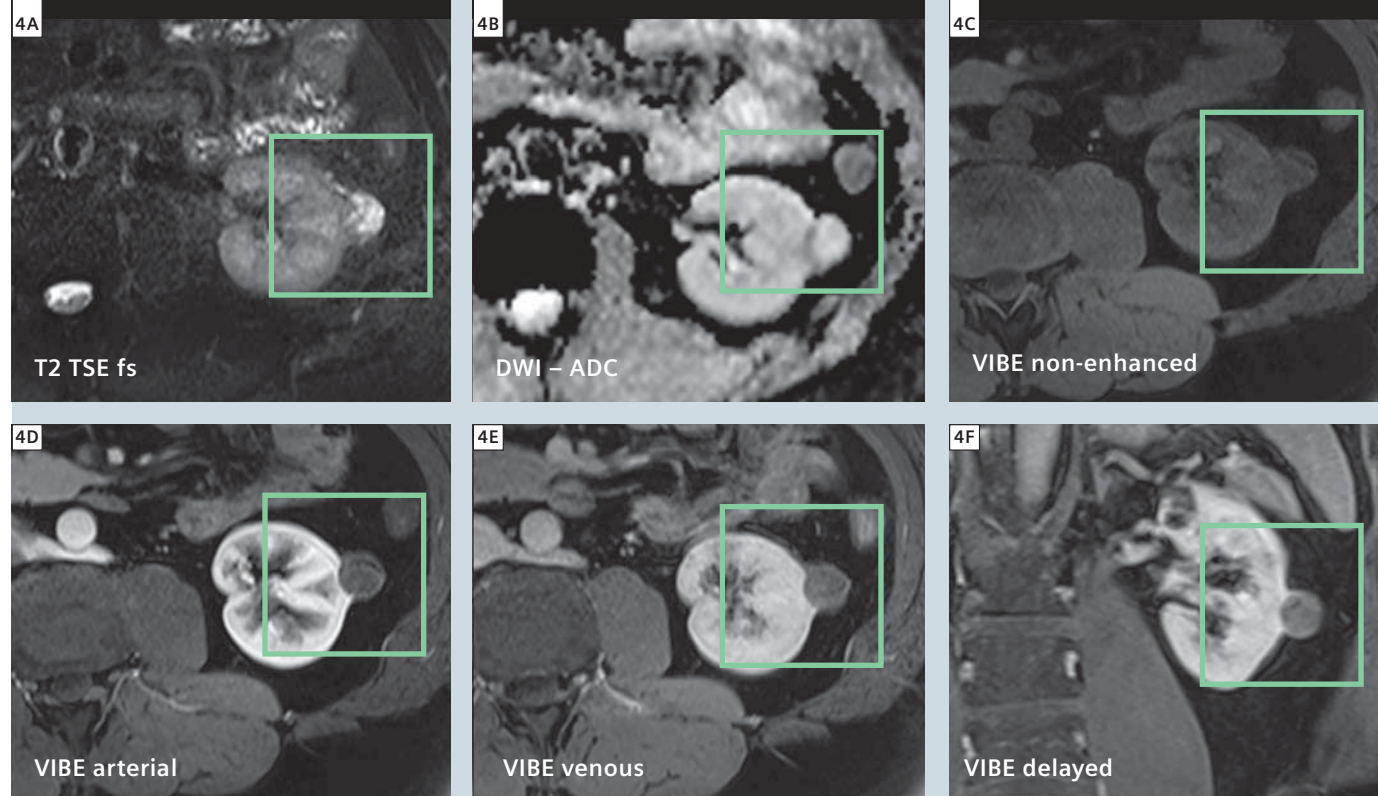 4A
T2 TSE fs
4B
DWI – ADC
4C
VIBE non-enhanced
4D
VIBE arterial
4E
VIBE venous
4F
VIBE delayed